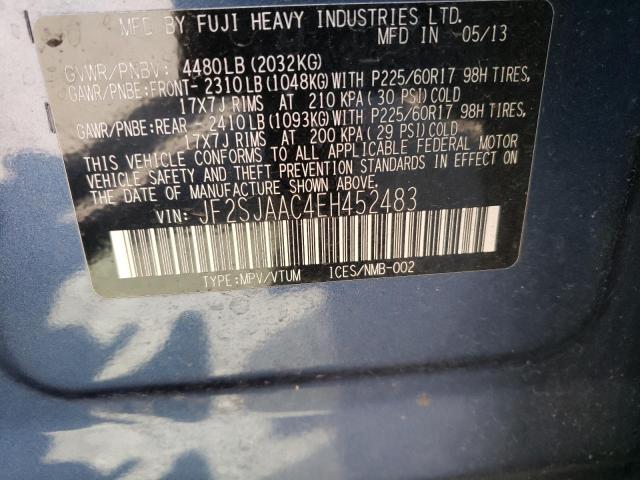 MFD BY FUJI HEAVY INDUSTRIES LTD.
MFD IN 05/13
GVWR/PNBV: 4480LB (2032KG)
GAWR/PNBE:FRONT- 2310LB (1048KG) WITH P225/60R17 98H TIRES,
17X7J RIMS AT 210 KPA (30 PSI) COLD
GAWR/PNBE:REAR - 2410LB (1093KG) WITH P225/60R17 98H TIRES,
17X7J RIMS AT 200 KPA (29 PSI) COLD
THIS VEHICLE CONFORMS TO ALL APPLICABLE FEDERAL MOTOR
VEHICLE SAFETY AND THEFT PREVENTION STANDARDS IN EFFECT
ON THE DATE OF MANUFACTURE SHOWN ABOVE.
VIN: JF2SJAAC4EH452483
TYPE:MPV/VTUM ICES/NMB-002